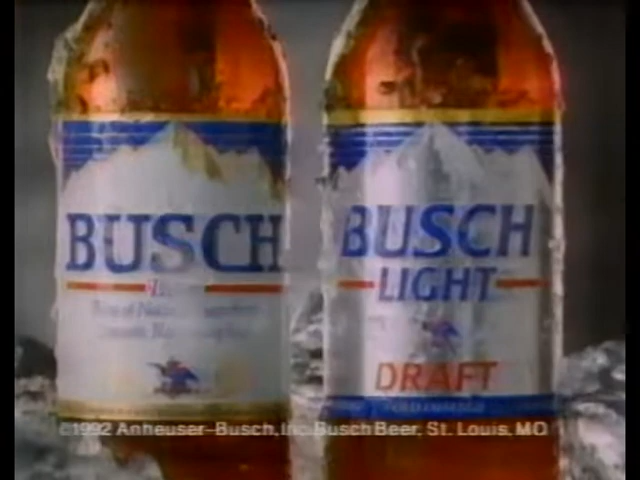 BUSCH
BUSCH
LIGHT
DRAFT
©1992 Anheuser-Busch, Inc. Busch Beer, St. Louis, MO